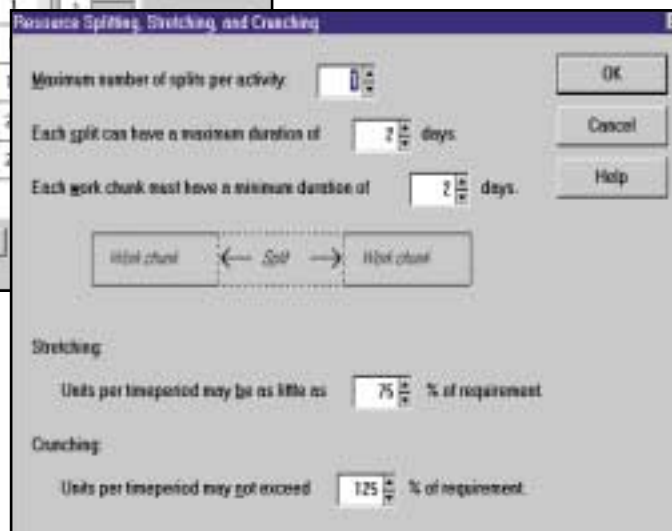 Resource Splitting, Stretching, and Crunching
Maximum number of splits per activity:
OK
Each split can have a maximum duration of 2 days.
Cancel
Each work chunk must have a minimum duration of 2 days.
Help
Work chunk Split Work chunk
Stretching:
Units per timeperiod may be as little as 75 % of requirement.
Crunching:
Units per timeperiod may not exceed 125 % of requirement.